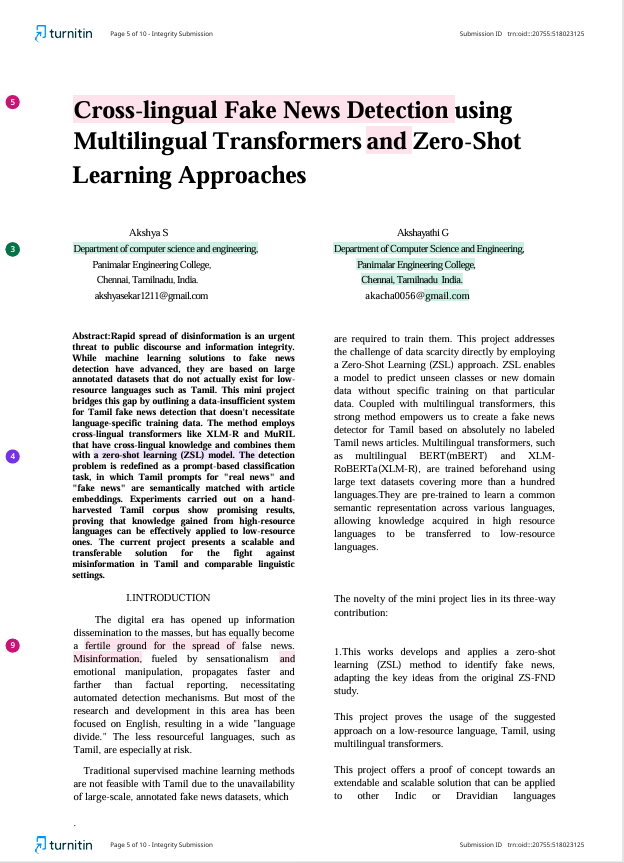 turnitin Page 5 of 10 - Integrity Submission Submission ID trn:oid:::20755:518023125
5
Cross-lingual Fake News Detection using
Multilingual Transformers and Zero-Shot
Learning Approaches
Akshya S
3
Department of computer science and engineering,
Panimalar Engineering College,
Chennai, Tamilnadu, India.
akshyasekar1211@gmail.com
Akshayathi G
Department of Computer Science and Engineering,
Panimalar Engineering College,
Chennai, Tamilnadu India.
akacha0056@gmail.com
Abstract:Rapid spread of disinformation is an urgent
threat to public discourse and information integrity.
While machine learning solutions to fake news
detection have advanced, they are based on large
annotated datasets that do not actually exist for low-
resource languages such as Tamil. This mini project
bridges this gap by outlining a data-insufficient system
for Tamil fake news detection that doesn't necessitate
language-specific training data. The method employs
cross-lingual transformers like XLM-R and MuRIL
that have cross-lingual knowledge and combines them
4
with a zero-shot learning (ZSL) model. The detection
problem is redefined as a prompt-based classification
task, in which Tamil prompts for "real news" and
"fake news" are semantically matched with article
embeddings. Experiments carried out on a hand-
harvested Tamil corpus show promising results,
proving that knowledge gained from high-resource
languages can be effectively applied to low-resource
ones. The current project presents a scalable and
transferable solution for the fight against
misinformation in Tamil and comparable linguistic
settings.
I.INTRODUCTION
The digital era has opened up information
dissemination to the masses, but has equally become
9
a fertile ground for the spread of false news.
Misinformation, fueled by sensationalism and
emotional manipulation, propagates faster and
farther than factual reporting, necessitating
automated detection mechanisms. But most of the
research and development in this area has been
focused on English, resulting in a wide "language
divide." The less resourceful languages, such as
Tamil, are especially at risk.
Traditional supervised machine learning methods
are not feasible with Tamil due to the unavailability
of large-scale, annotated fake news datasets, which
.
are required to train them. This project addresses
the challenge of data scarcity directly by employing
a Zero-Shot Learning (ZSL) approach. ZSL enables
a model to predict unseen classes or new domain
data without specific training on that particular
data. Coupled with multilingual transformers, this
strong method empowers us to create a fake news
detector for Tamil based on absolutely no labeled
Tamil news articles. Multilingual transformers, such
as multilingual BERT(mBERT) and XLM-
RoBERTa(XLM-R), are trained beforehand using
large text datasets covering more than a hundred
languages.They are pre-trained to learn a common
semantic representation across various languages,
allowing knowledge acquired in high resource
languages to be transferred to low-resource
languages.
The novelty of the mini project lies in its three-way
contribution:
1.This works develops and applies a zero-shot
learning (ZSL) method to identify fake news,
adapting the key ideas from the original ZS-FND
study.
This project proves the usage of the suggested
approach on a low-resource language, Tamil, using
multilingual transformers.
This project offers a proof of concept towards an
extendable and scalable solution that can be applied
to other Indic or Dravidian languages
turnitin Page 5 of 10 - Integrity Submission Submission ID trn:oid:::20755:518023125